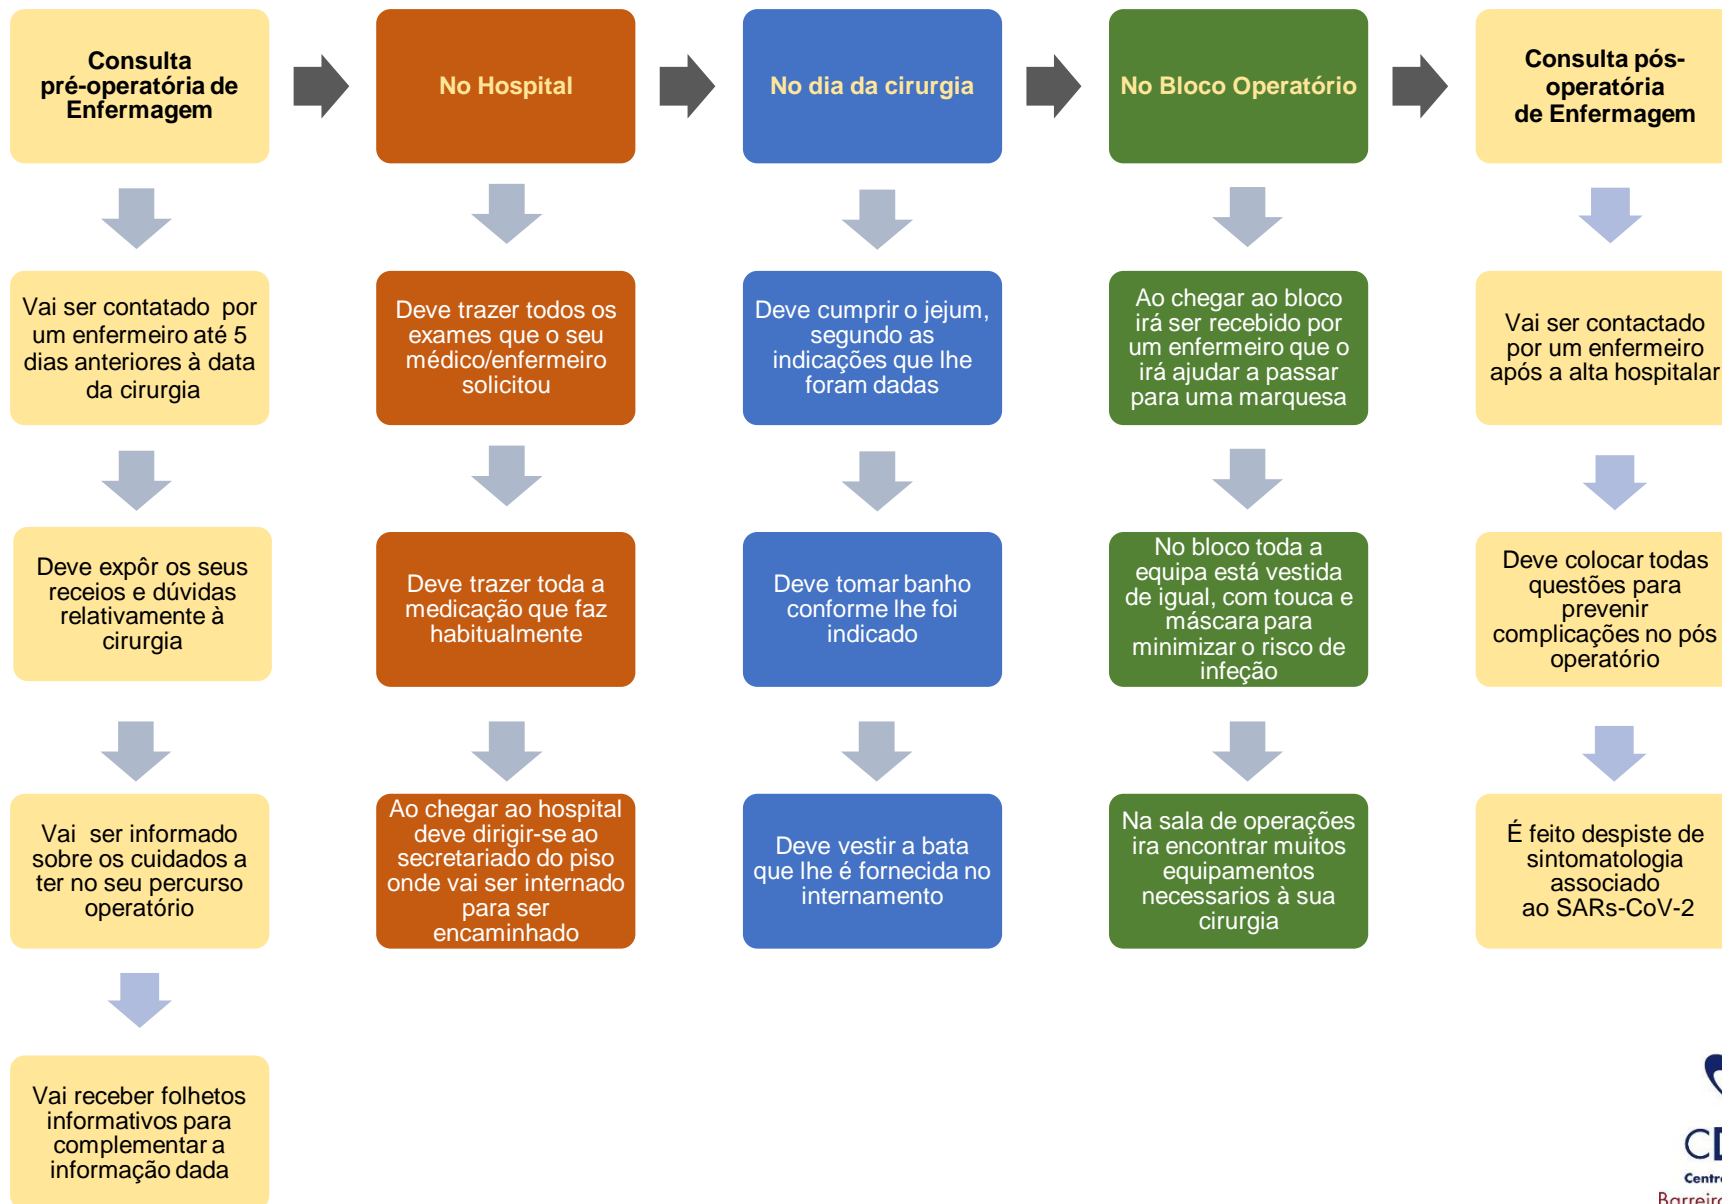 Consulta
pré-operatória de
Enfermagem
Vai ser contatado por
um enfermeiro até 5
dias anteriores à data
da cirurgia
Deve expôr os seus
receios e dúvidas
relativamente à
cirurgia
Vai ser informado
sobre os cuidados a
ter no seu percurso
operatório
Vai receber folhetos
informativos para
complementar a
informação dada
No Hospital
Deve trazer todos os
exames que o seu
médico/enfermeiro
solicitou
Deve trazer toda a
medicação que faz
habitualmente
Ao chegar ao hospital
deve dirigir-se ao
secretariado do piso
onde vai ser internado
para ser
encaminhado
No dia da cirurgia
Deve cumprir o jejum,
segundo as
indicações que lhe
foram dadas
Deve tomar banho
conforme lhe foi
indicado
Deve vestir a bata
que lhe é fornecida no
internamento
No Bloco Operatório
Ao chegar ao bloco
irá ser recebido por
um enfermeiro que o
irá ajudar a passar
para uma marquesa
No bloco toda a
equipa está vestida
de igual, com touca e
máscara para
minimizar o risco de
infeção
Na sala de operações
ira encontrar muitos
equipamentos
necessarios à sua
cirurgia
Consulta pós-
operatória
de Enfermagem
Vai ser contactado
por um enfermeiro
após a alta hospitalar
Deve colocar todas
questões para
prevenir
complicações no pós
operatório
É feito despiste de
sintomatologia
associado
ao SARs-CoV-2